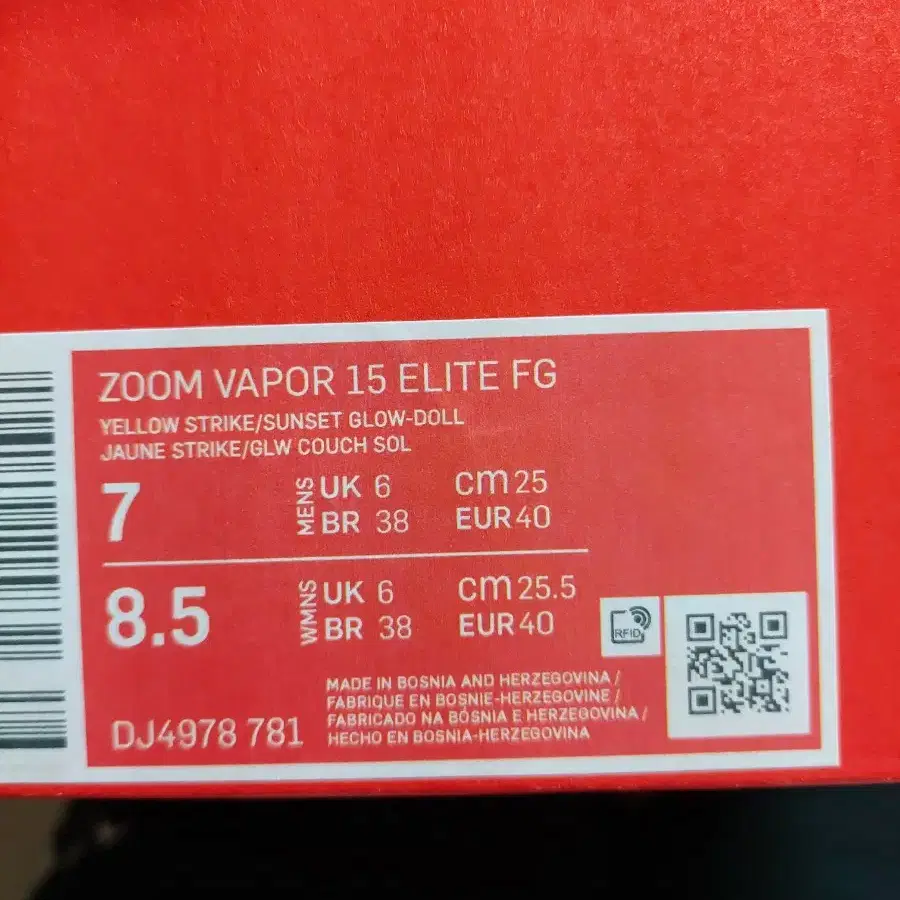 ZOOM VAPOR 15 ELITE FG
YELLOW STRIKE/SUNSET GLOW-DOLL
JAUNE STRIKE/GLW COUCH SOL
7 MENS UK 6 cm 25
BR 38 EUR 40
8.5 WMNS UK 6 cm 25.5
BR 38 EUR 40
RFID
MADE IN BOSNIA AND HERZEGOVINA /
FABRIQUE EN BOSNIE-HERZEGOVINE /
FABRICADO NA BÓSNIA E HERZEGOVINA /
HECHO EN BOSNIA-HERZEGOVINA
DJ4978 781